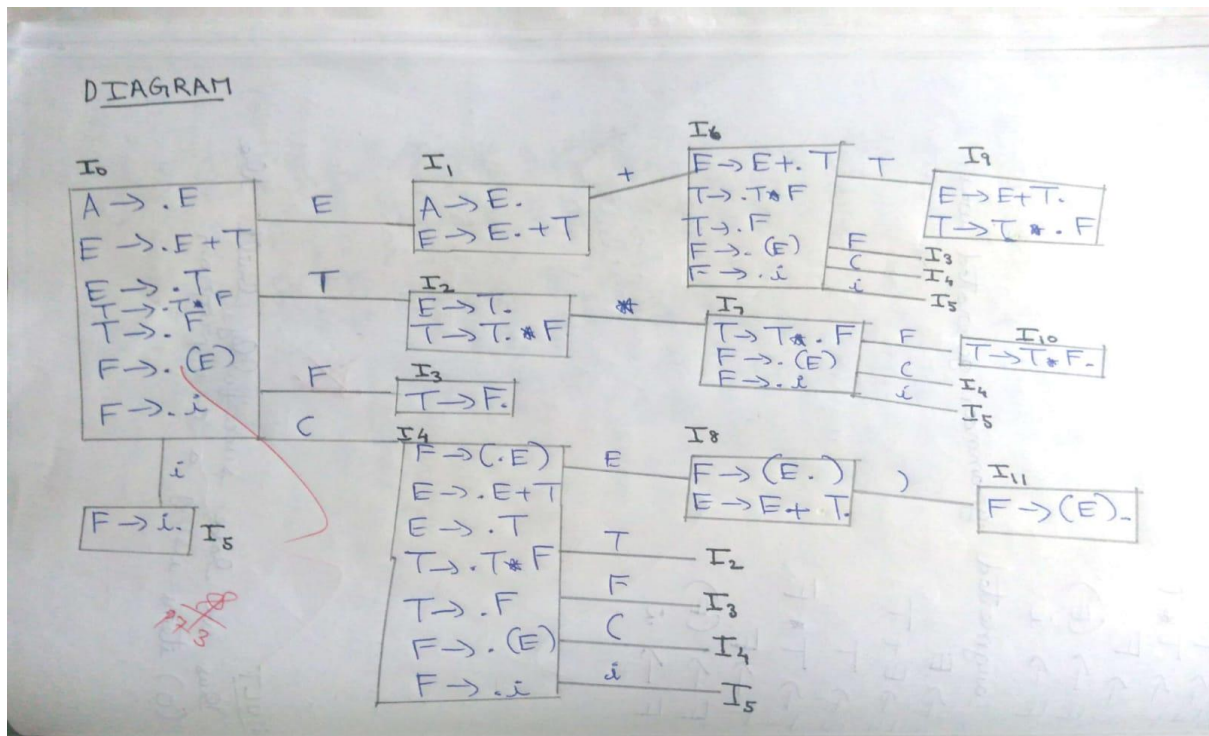 DIAGRAM
I0
A → .E
E → .E + T
E → .T
T → .T * F
T → .F
F → .(E)
F → .i
E
T
F
(
i
F → i.
I5
I1
A → E.
E → E. + T
+
I2
E → T.
T → T. * F
*
I3
T → F.
I4
F → (.E)
E → .E + T
E → .T
T → .T * F
T → .F
F → .(E)
F → .i
E
T
I2
F
I3
(
I4
i
I5
I6
E → E + . T
T → .T * F
T → .F
F → .(E)
F → .i
T
F
I3
(
I4
i
I5
I7
T → T * . F
F → .(E)
F → .i
F
(
I4
i
I5
I8
F → (E.)
E → E + T.
)
I9
E → E + T.
T → T * . F
I10
T → T * F.
I11
F → (E).